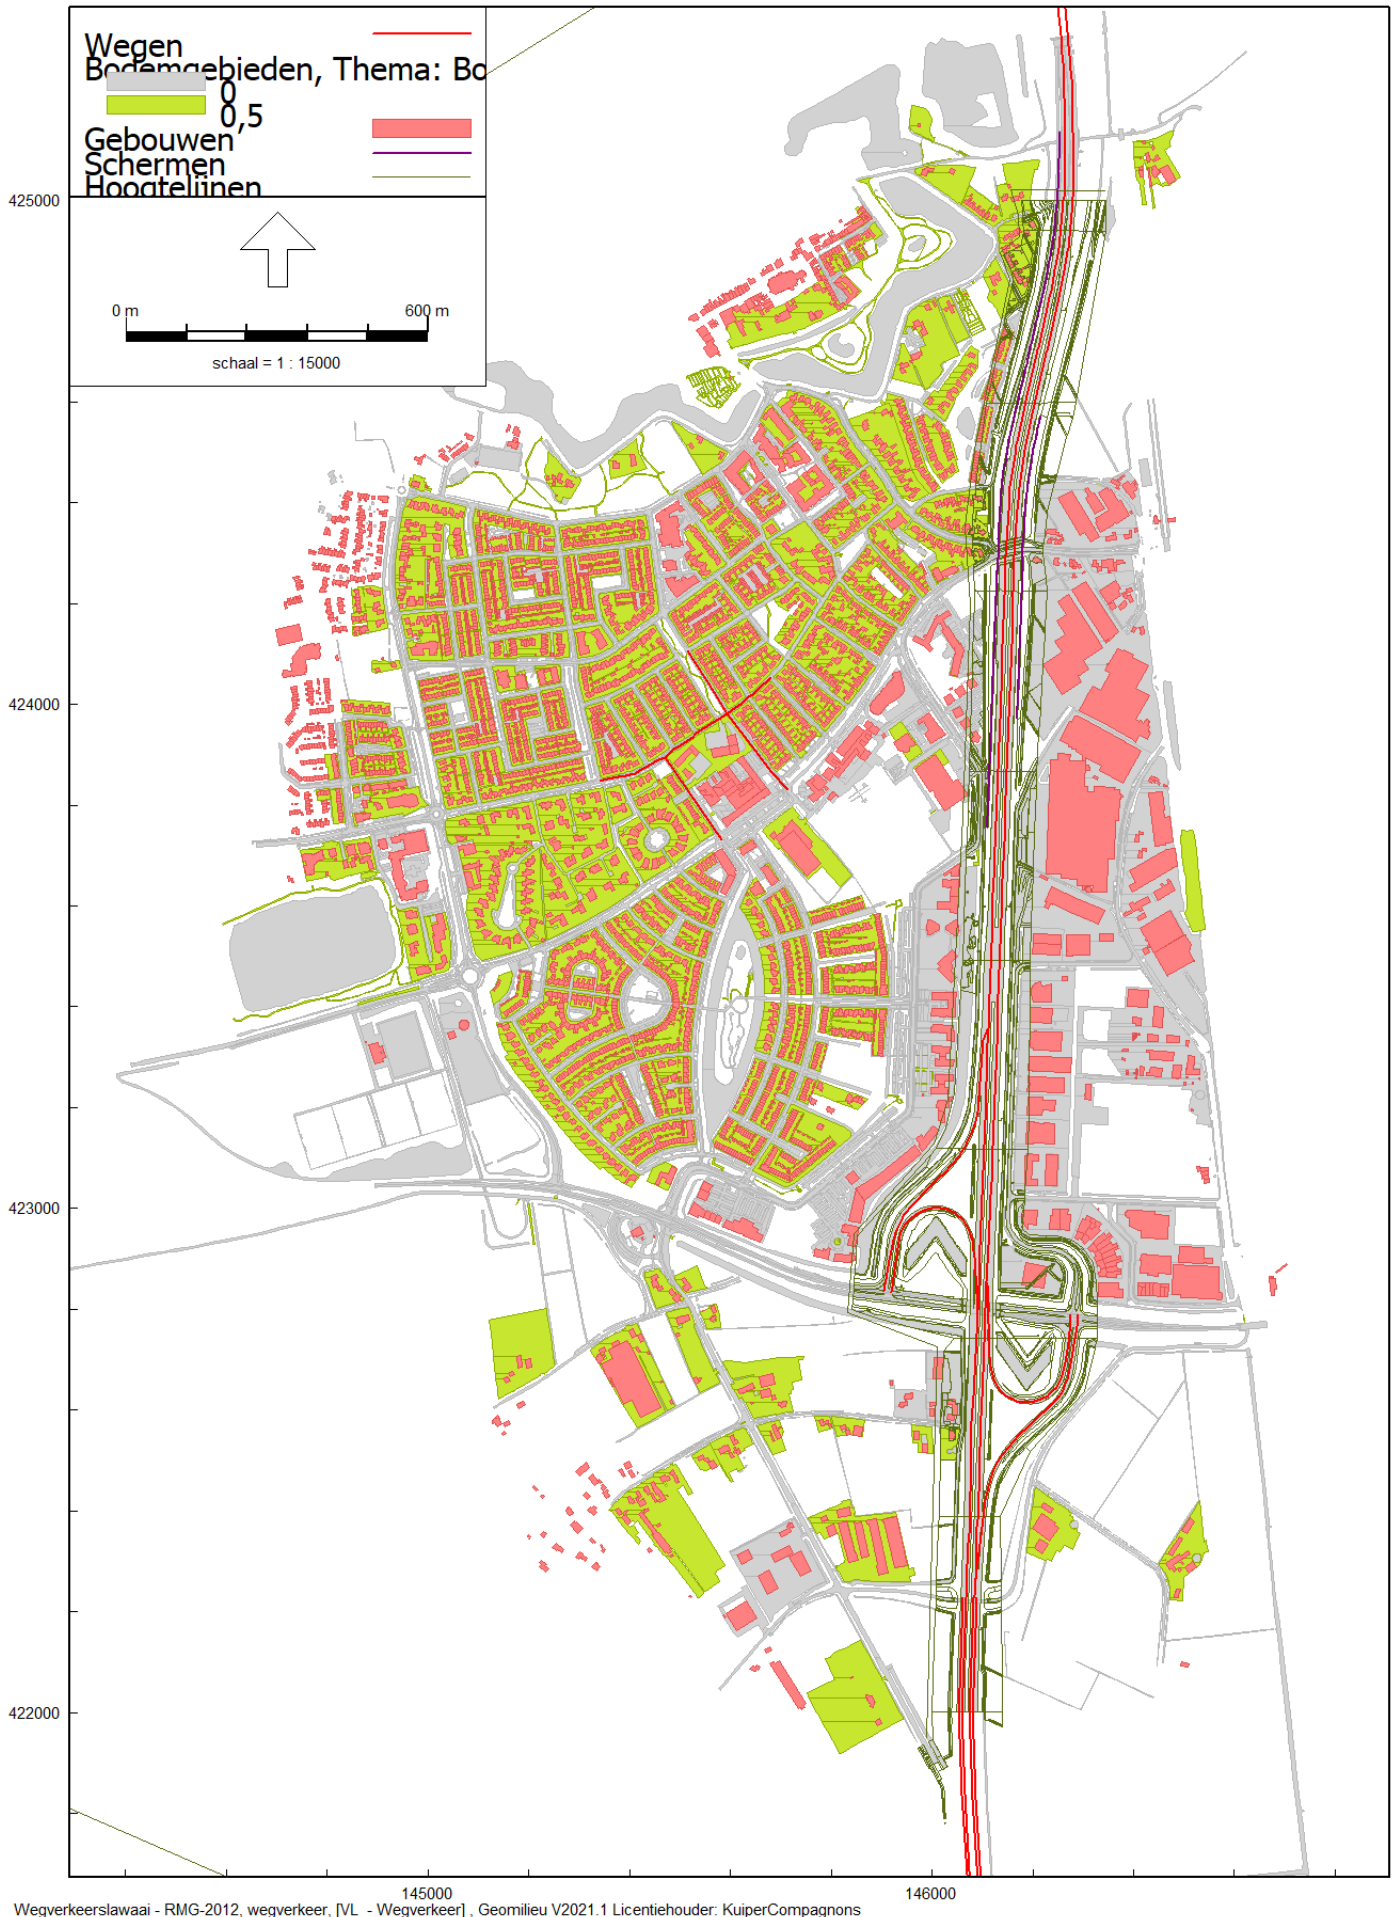 Wegen
Bodemgebieden, Thema: Bo
0
0,5
Gebouwen
Schermen
Hoogtelijnen
0 m 600 m
schaal = 1 : 15000
425000
424000
423000
422000
145000 146000
Wegverkeerslawaai - RMG-2012, wegverkeer, [VL - Wegverkeer] , Geomilieu V2021.1 Licentiehouder: KuiperCompagnons